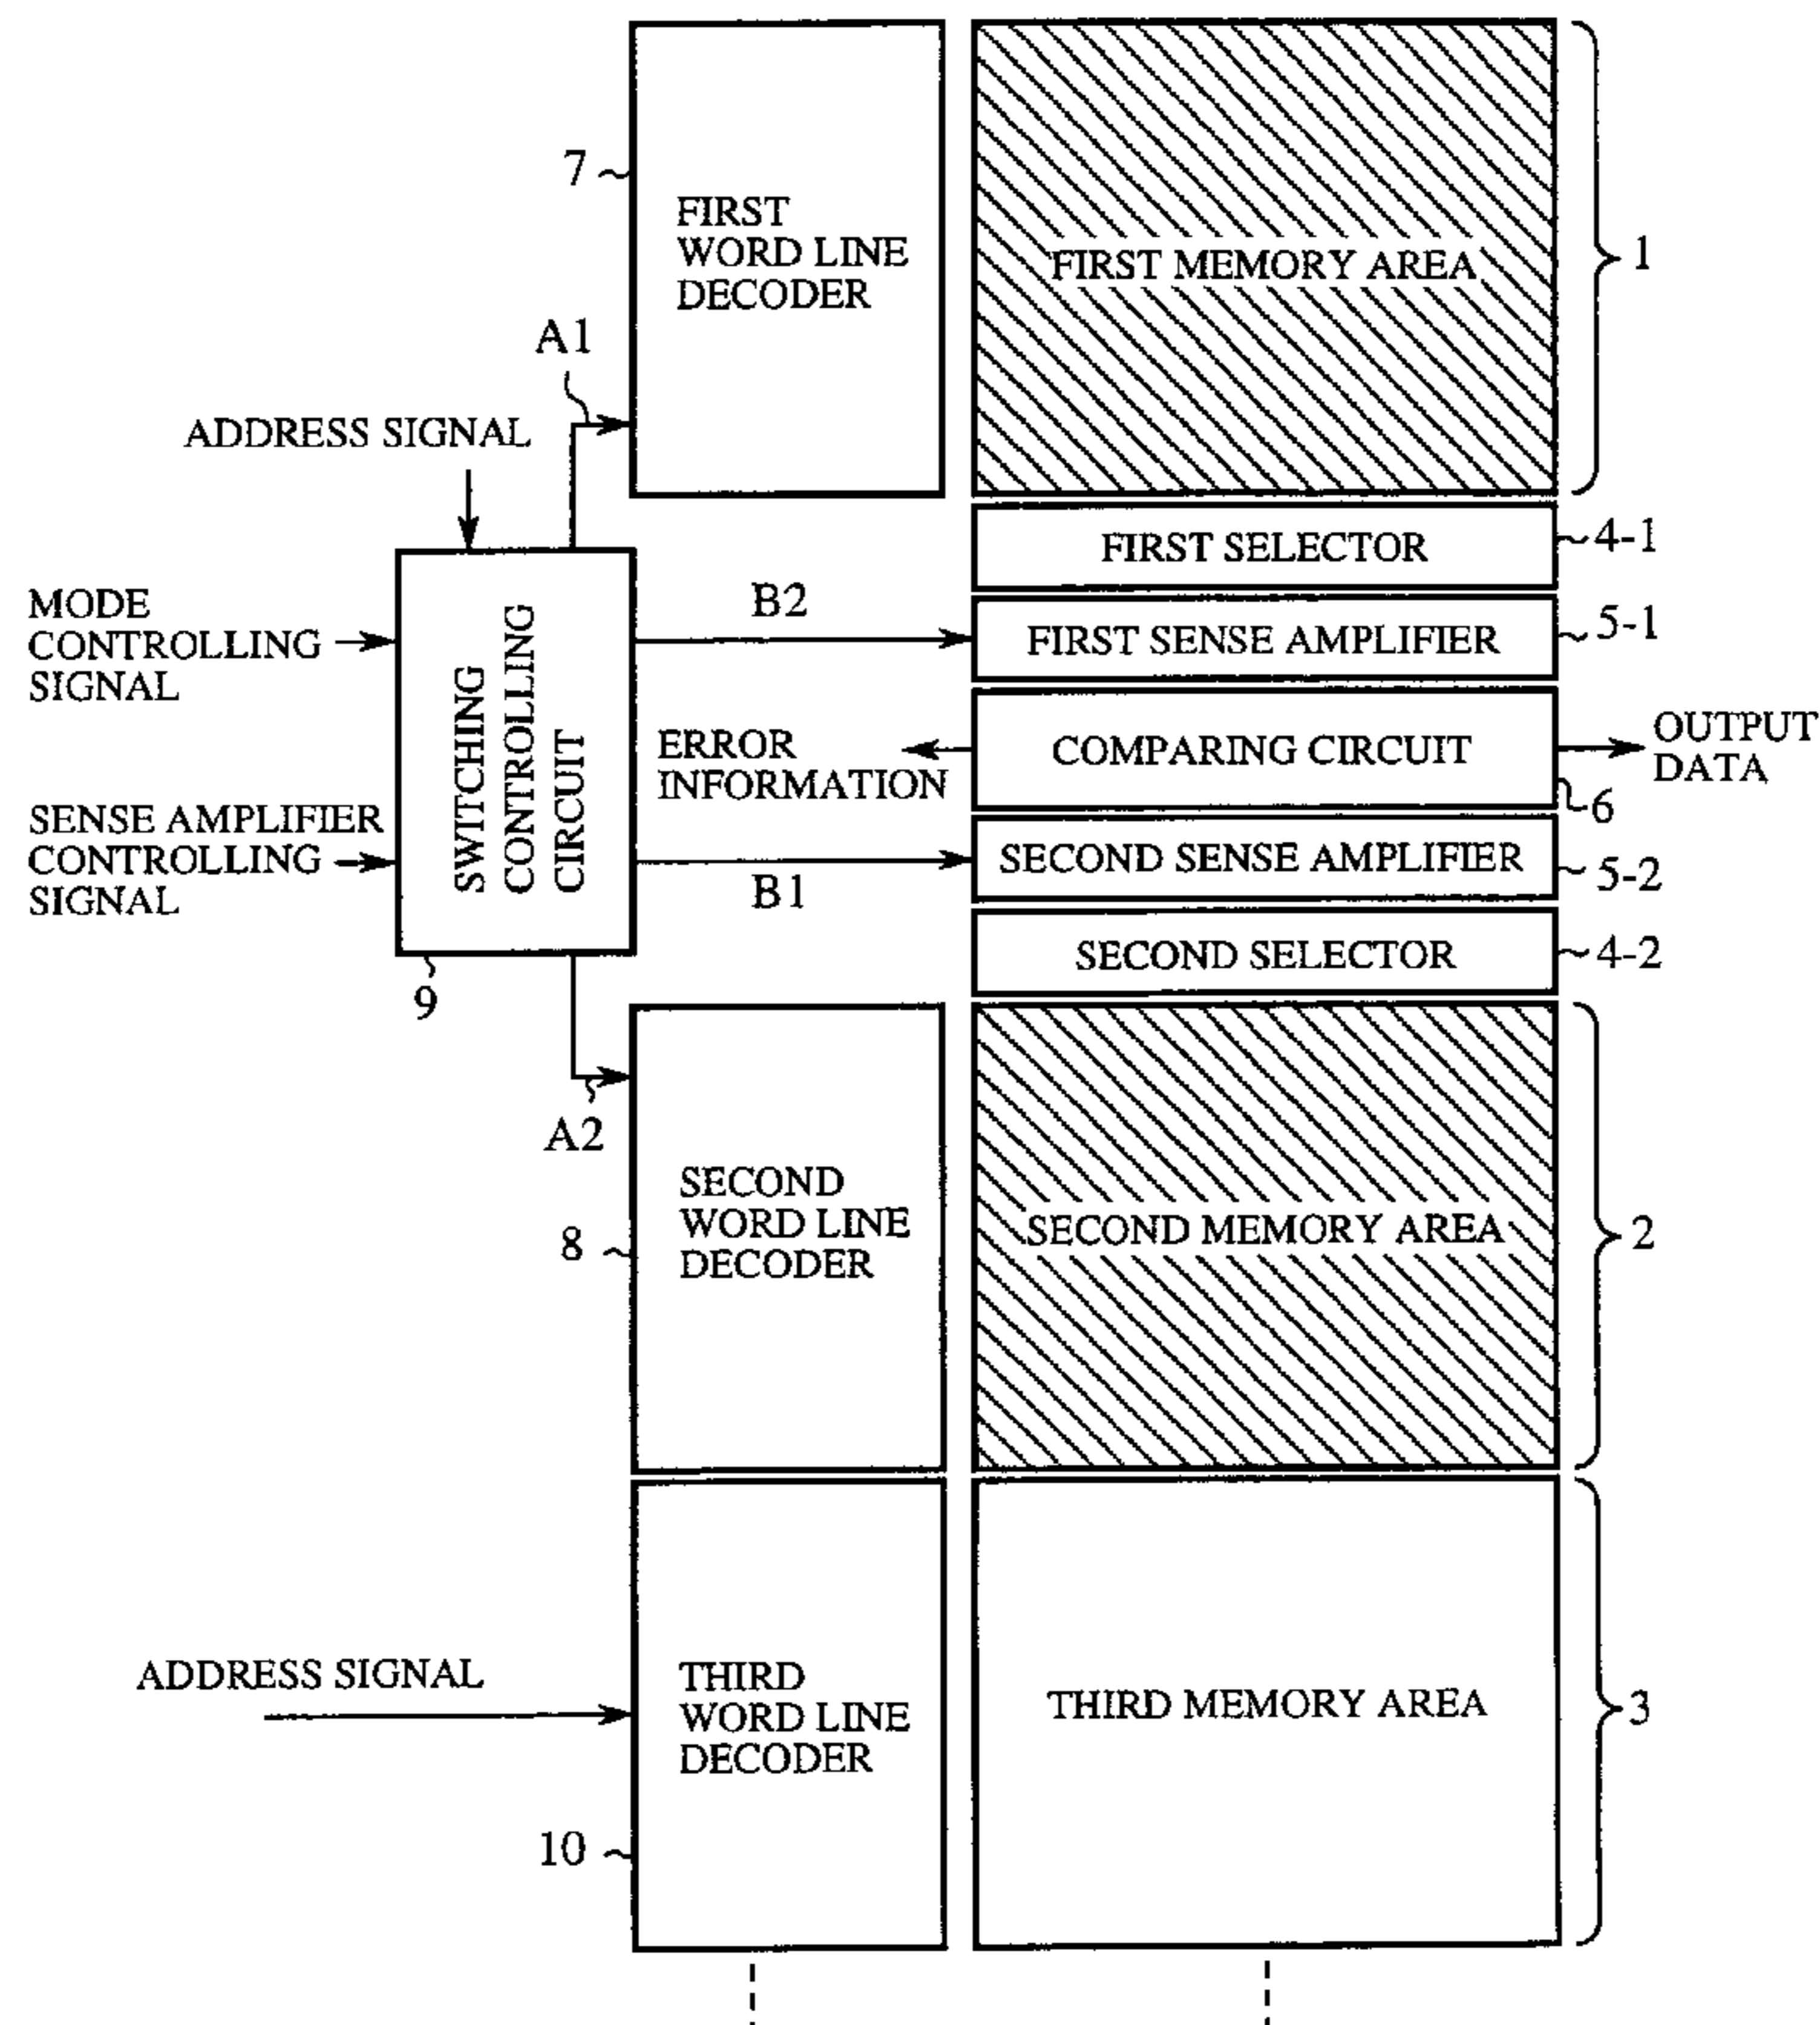 7
FIRST
WORD LINE
DECODER
FIRST MEMORY AREA
1
A1
ADDRESS SIGNAL
FIRST SELECTOR
4-1
MODE
CONTROLLING
SIGNAL
B2
FIRST SENSE AMPLIFIER
5-1
SWITCHING
CONTROLLING
CIRCUIT
ERROR
INFORMATION
COMPARING CIRCUIT
OUTPUT
DATA
6
SENSE AMPLIFIER
CONTROLLING
SIGNAL
B1
SECOND SENSE AMPLIFIER
5-2
SECOND SELECTOR
4-2
9
A2
8
SECOND
WORD LINE
DECODER
SECOND MEMORY AREA
2
ADDRESS SIGNAL
THIRD
WORD LINE
DECODER
THIRD MEMORY AREA
3
10